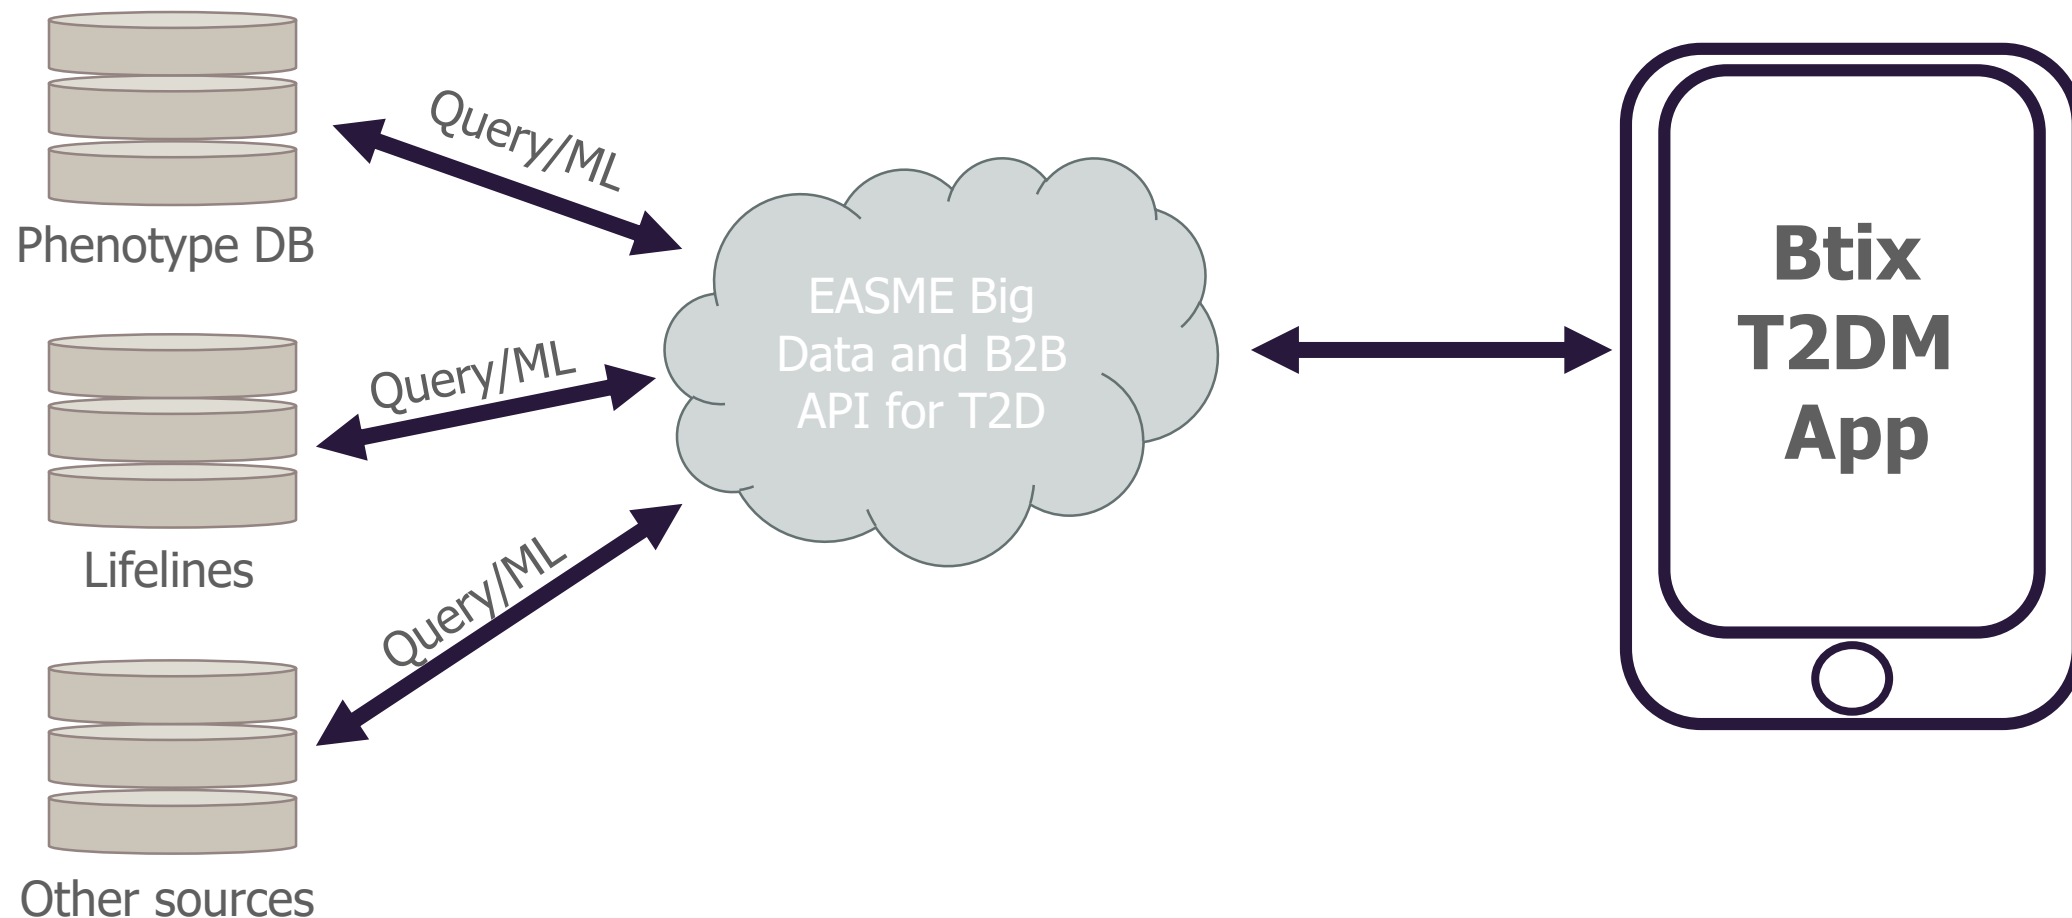 Query/ML
Phenotype DB
Query/ML
Lifelines
Query/ML
Other sources
EASME Big
Data and B2B
API for T2D
Btix
T2DM
App